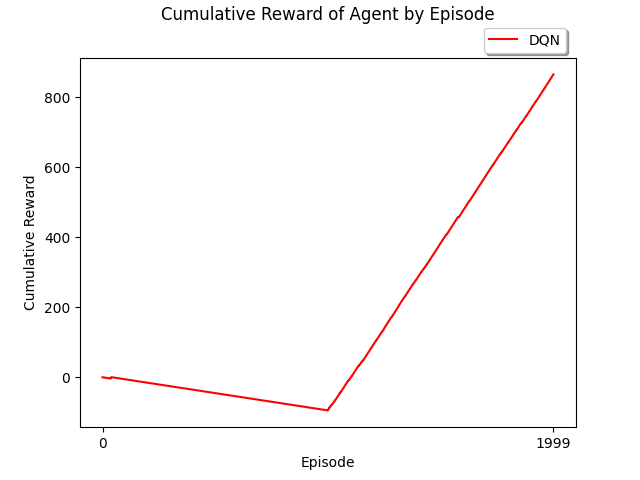 Cumulative Reward of Agent by Episode
DQN
800
600
400
200
0
Cumulative Reward
0
1999
Episode